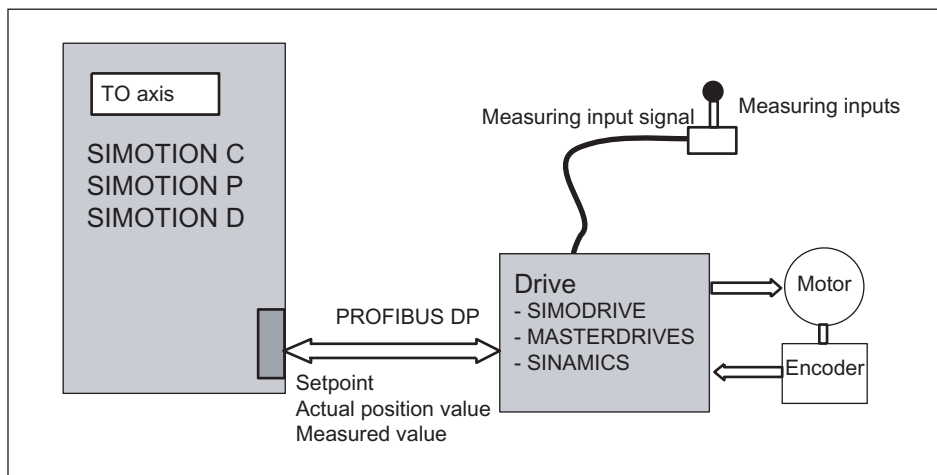 TO axis
SIMOTION C
SIMOTION P
SIMOTION D
Measuring input signal
Measuring inputs
PROFIBUS DP
Setpoint
Actual position value
Measured value
Drive
- SIMODRIVE
- MASTERDRIVES
- SINAMICS
Motor
Encoder